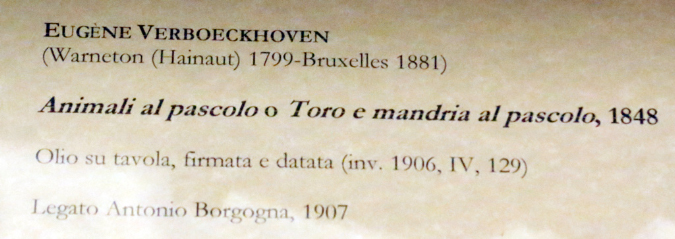 EUGÈNE VERBOECKHOVEN
(Warneton (Hainaut) 1799-Bruxelles 1881)
Animali al pascolo o Toro e mandria al pascolo, 1848
Olio su tavola, firmata e datata (inv. 1906, IV, 129)
Legato Antonio Borgogna, 1907